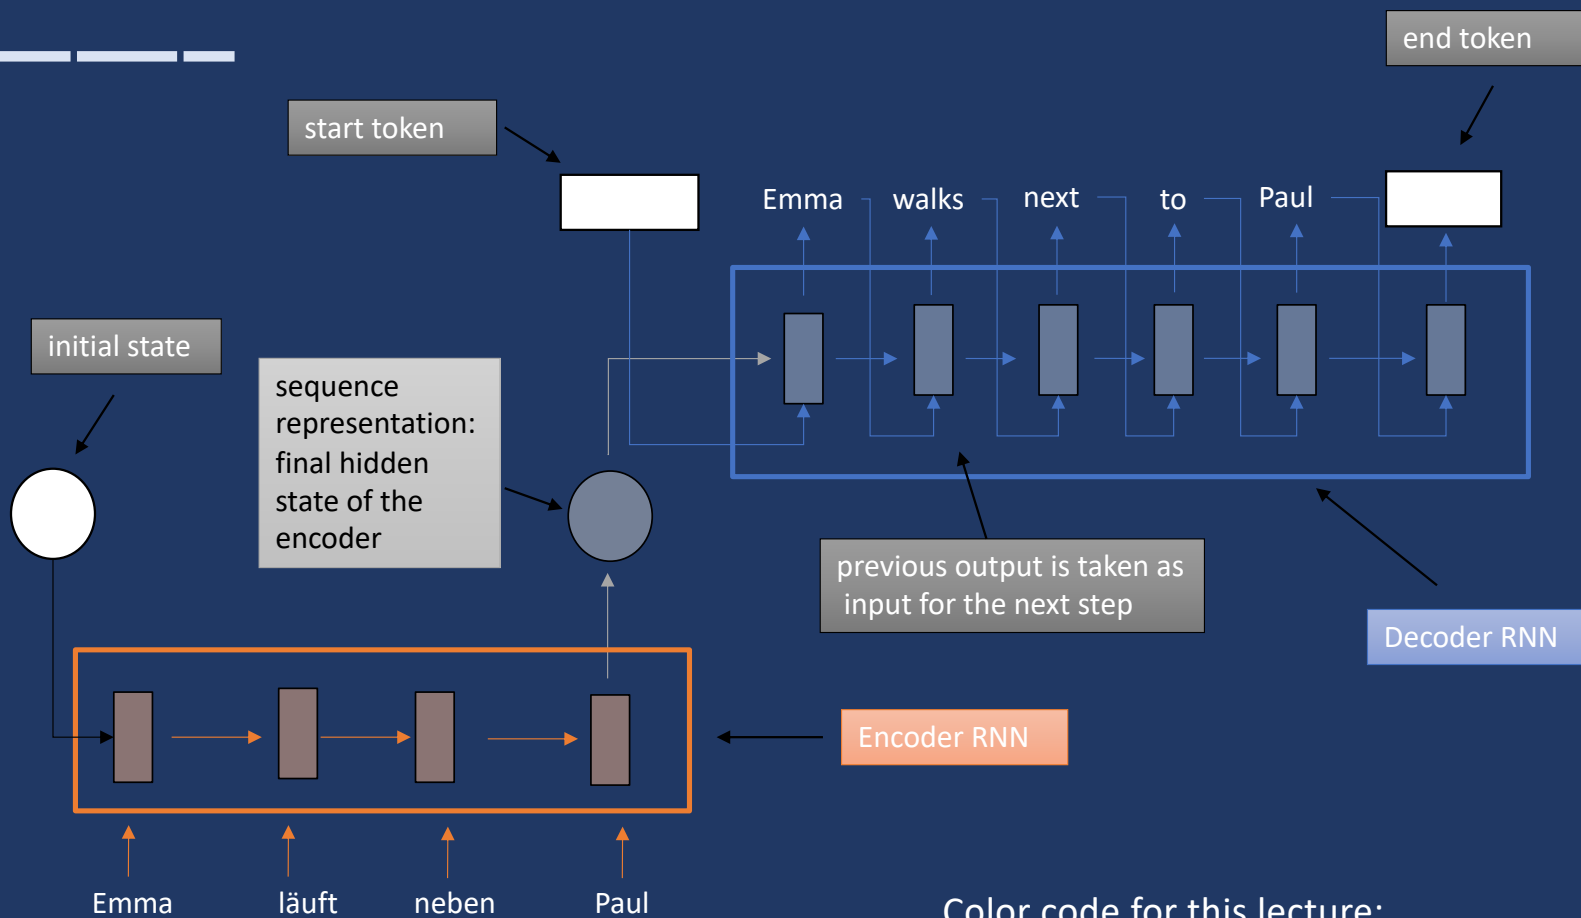 end token
start token
Emma walks next to Paul
initial state
sequence
representation:
final hidden
state of the
encoder
previous output is taken as
input for the next step
Decoder RNN
Encoder RNN
Emma läuft neben Paul
Color code for this lecture: